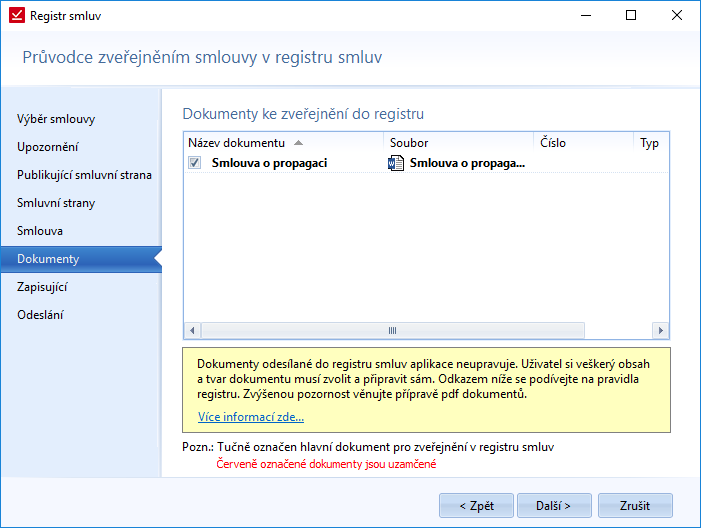 Registr smluv
Průvodce zveřejněním smlouvy v registru smluv
Výběr smlouvy
Upozornění
Publikující smluvní strana
Smluvní strany
Smlouva
Dokumenty
Zapisující
Odeslání
Dokumenty ke zveřejnění do registru
Název dokumentu Soubor Číslo Typ
Smlouva o propagaci Smlouva o propaga...
Dokumenty odesílané do registru smluv aplikace neupravuje. Uživatel si veškerý obsah
a tvar dokumentu musí zvolit a připravit sám. Odkazem níže se podívejte na pravidla
registru. Zvýšenou pozornost věnujte přípravě pdf dokumentů.
Více informací zde...
Pozn.: Tučně označen hlavní dokument pro zveřejnění v registru smluv
Červeně označené dokumenty jsou uzamčené
< Zpět Další > Zrušit